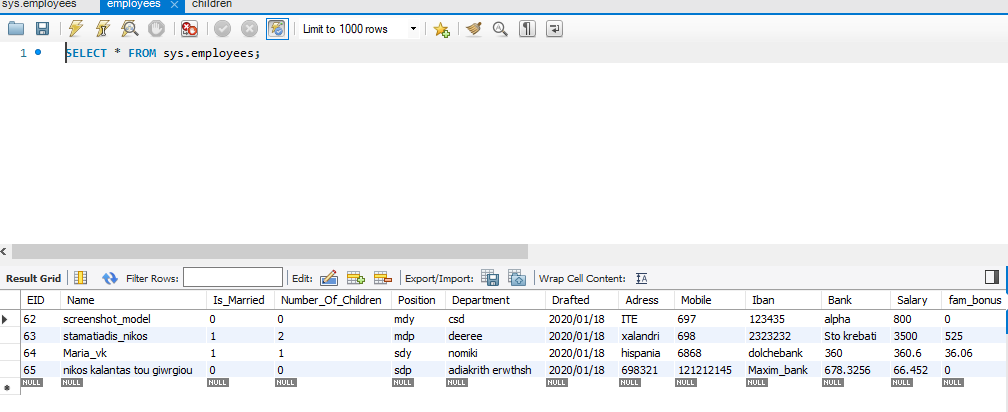 sys.employees employees children
Limit to 1000 rows
1 SELECT * FROM sys.employees;
Result Grid Filter Rows: Edit: Export/Import: Wrap Cell Content:
EID Name Is_Married Number_Of_Children Position Department Drafted Adress Mobile Iban Bank Salary fam_bonus
62 screenshot_model 0 0 mdy csd 2020/01/18 ITE 697 123435 alpha 800 0
63 stamatiadis_nikos 1 2 mdp deeree 2020/01/18 xalandri 698 2323232 Sto krebati 3500 525
64 Maria_vk 1 1 sdy nomiki 2020/01/18 hispania 6868 dolchebank 360 360.6 36.06
65 nikos kalantas tou giwrgiou 0 0 sdp adiakrith erwthsh 2020/01/18 698321 121212145 Maxim_bank 678.3256 66.452 0
NULL NULL NULL NULL NULL NULL NULL NULL NULL NULL NULL NULL NULL